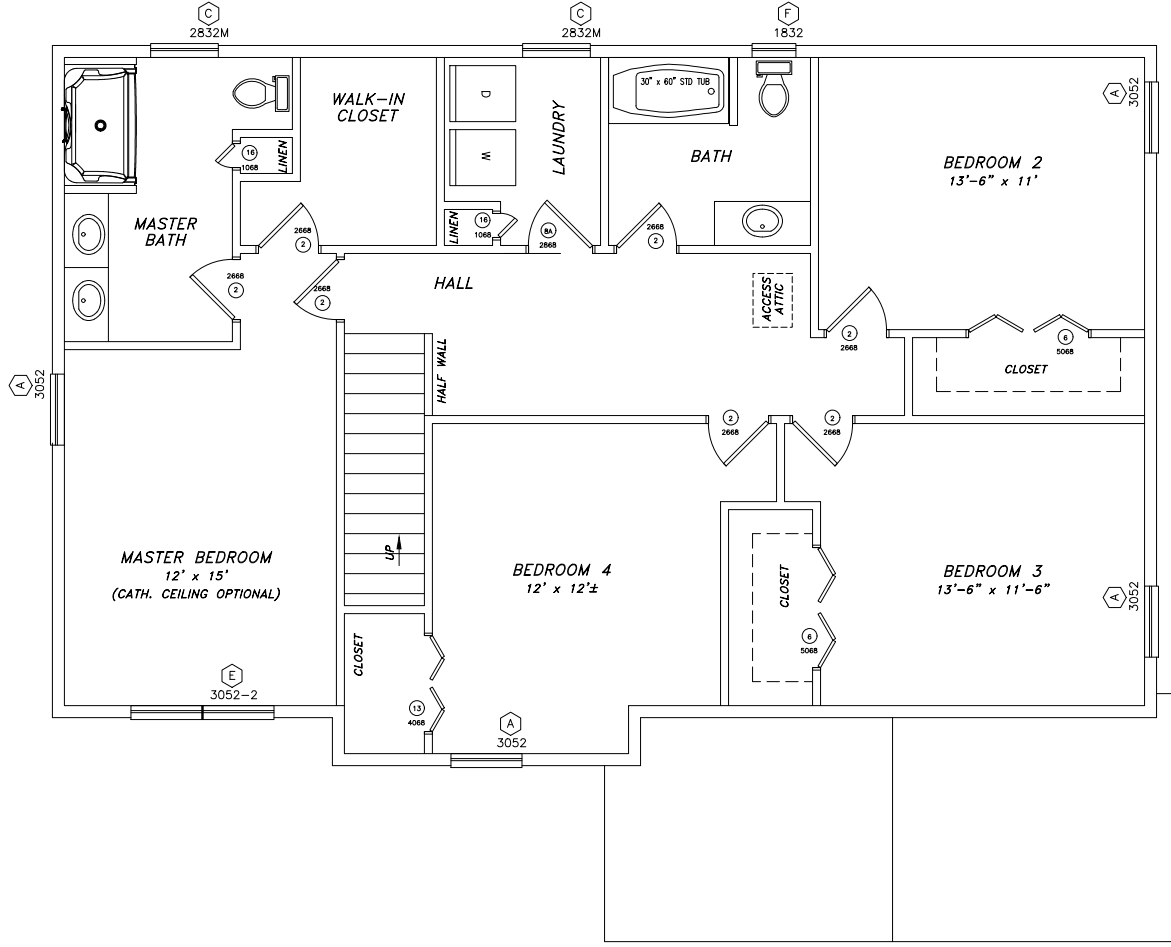 C
2832M
C
2832M
F
1832
A
3052
D
W
30" x 60" STD TUB
WALK-IN
CLOSET
LAUNDRY
BATH
BEDROOM 2
13'-6" x 11'
16
1068
LINEN
MASTER
BATH
LINEN
16
1068
2668
2
8A
2868
2668
2
2668
2
2668
2
HALL
ACCESS
ATTIC
2
2668
6
5068
CLOSET
A
3052
HALF WALL
2
2668
2
2668
UP
MASTER BEDROOM
12' x 15'
(CATH. CEILING OPTIONAL)
BEDROOM 4
12' x 12'±
CLOSET
BEDROOM 3
13'-6" x 11'-6"
A
3052
6
5068
CLOSET
E
3052-2
13
4068
A
3052